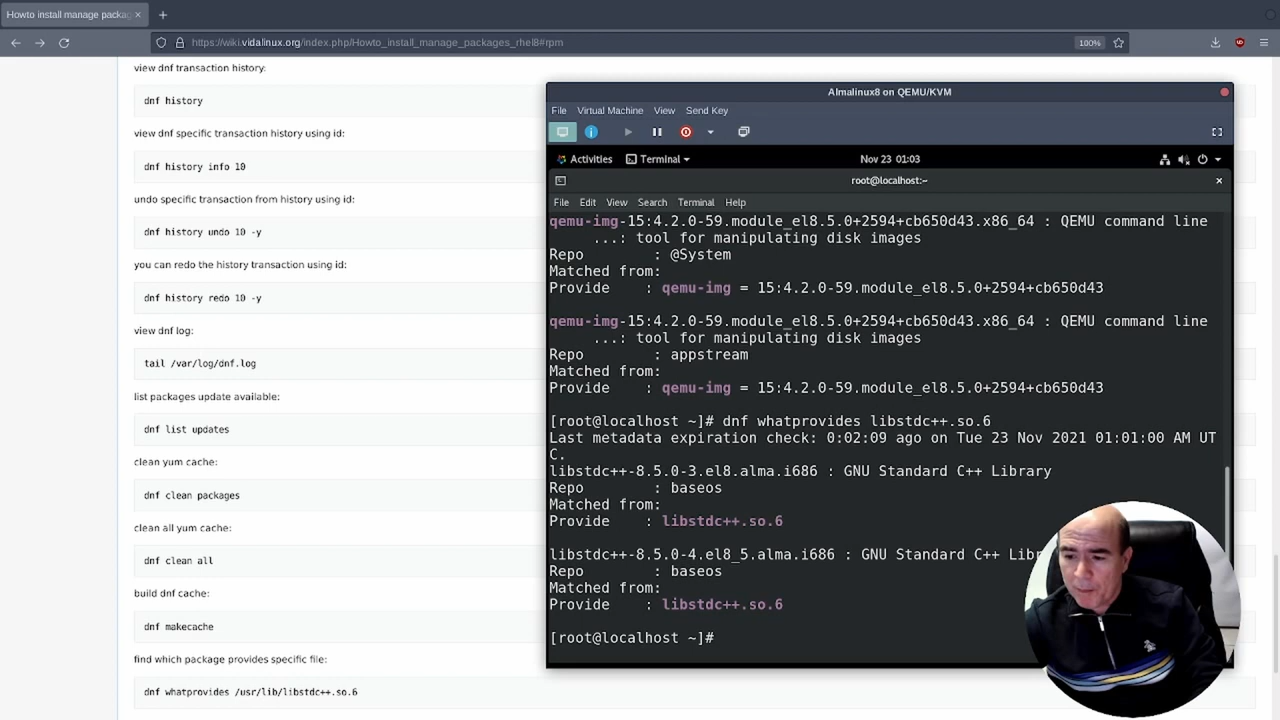 Howto install manage packag
https://wiki.vidalinux.org/index.php/Howto_install_manage_packages_rhel8#rpm
100%
view dnf transaction history:
dnf history
view dnf specific transaction history using id:
dnf history info 10
undo specific transaction from history using id:
dnf history undo 10 -y
you can redo the history transaction using id:
dnf history redo 10 -y
view dnf log:
tail /var/log/dnf.log
list packages update available:
dnf list updates
clean yum cache:
dnf clean packages
clean all yum cache:
dnf clean all
build dnf cache:
dnf makecache
find which package provides specific file:
dnf whatprovides /usr/lib/libstdc++.so.6
Almalinux8 on QEMU/KVM
File Virtual Machine View Send Key
Activities Terminal Nov 23 01:03
root@localhost:~
File Edit View Search Terminal Help
qemu-img-15:4.2.0-59.module_el8.5.0+2594+cb650d43.x86_64 : QEMU command line
...: tool for manipulating disk images
Repo : @System
Matched from:
Provide : qemu-img = 15:4.2.0-59.module_el8.5.0+2594+cb650d43
qemu-img-15:4.2.0-59.module_el8.5.0+2594+cb650d43.x86_64 : QEMU command line
...: tool for manipulating disk images
Repo : appstream
Matched from:
Provide : qemu-img = 15:4.2.0-59.module_el8.5.0+2594+cb650d43
[root@localhost ~]# dnf whatprovides libstdc++.so.6
Last metadata expiration check: 0:02:09 ago on Tue 23 Nov 2021 01:01:00 AM UT
C.
libstdc++-8.5.0-3.el8.alma.i686 : GNU Standard C++ Library
Repo : baseos
Matched from:
Provide : libstdc++.so.6
libstdc++-8.5.0-4.el8_5.alma.i686 : GNU Standard C++ Libr
Repo : baseos
Matched from:
Provide : libstdc++.so.6
[root@localhost ~]#